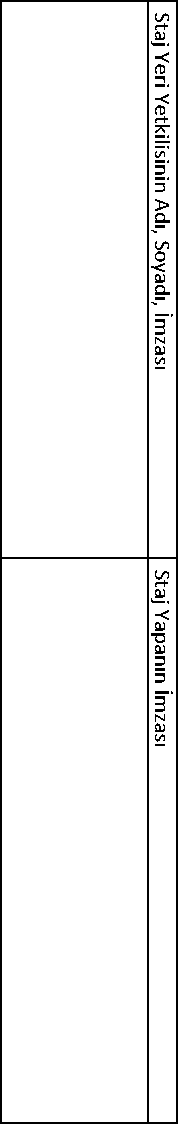 Staj Yeri Yetkilisinin Adı, Soyadı, İmzası
Staj Yapanın İmzası